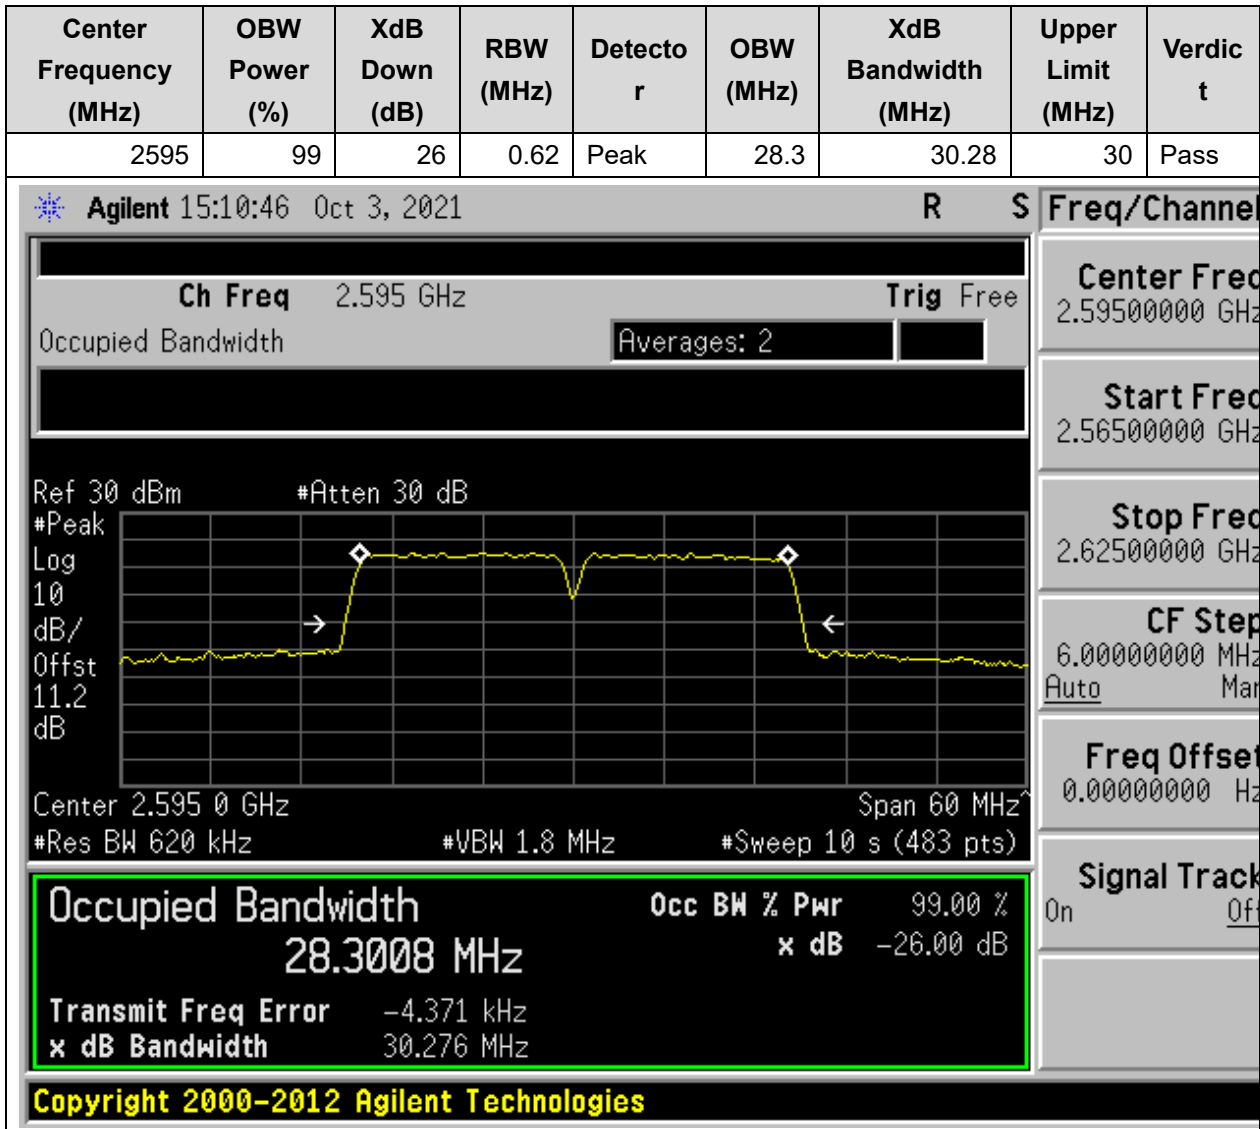 Center Frequency (MHz) OBW Power (%) XdB Down (dB) RBW (MHz) Detecto r OBW (MHz) XdB Bandwidth (MHz) Upper Limit (MHz) Verdic t
2595 99 26 0.62 Peak 28.3 30.28 30 Pass
Agilent 15:10:46 Oct 3, 2021 R S
Ch Freq 2.595 GHz Trig Free
Occupied Bandwidth Averages: 2
Ref 30 dBm #Atten 30 dB
#Peak
Log
10
dB/
Offst
11.2
dB
Center 2.595 0 GHz Span 60 MHz^
#Res BW 620 kHz #VBW 1.8 MHz #Sweep 10 s (483 pts)
Occupied Bandwidth Occ BW % Pwr 99.00 %
28.3008 MHz x dB -26.00 dB
Transmit Freq Error -4.371 kHz
x dB Bandwidth 30.276 MHz
Copyright 2000-2012 Agilent Technologies
Freq/Channel
Center Freq
2.59500000 GHz
Start Freq
2.56500000 GHz
Stop Freq
2.62500000 GHz
CF Step
6.00000000 MHz
Auto Man
Freq Offset
0.00000000 Hz
Signal Track
On Off